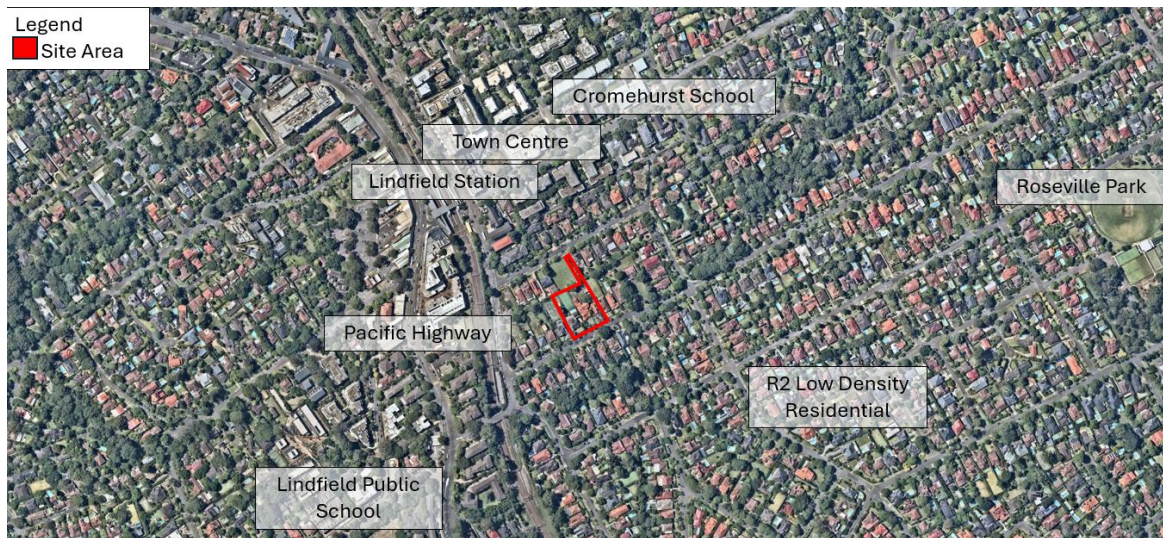 Legend
Site Area
Cromehurst School
Town Centre
Lindfield Station
Roseville Park
Pacific Highway
R2 Low Density
Residential
Lindfield Public
School